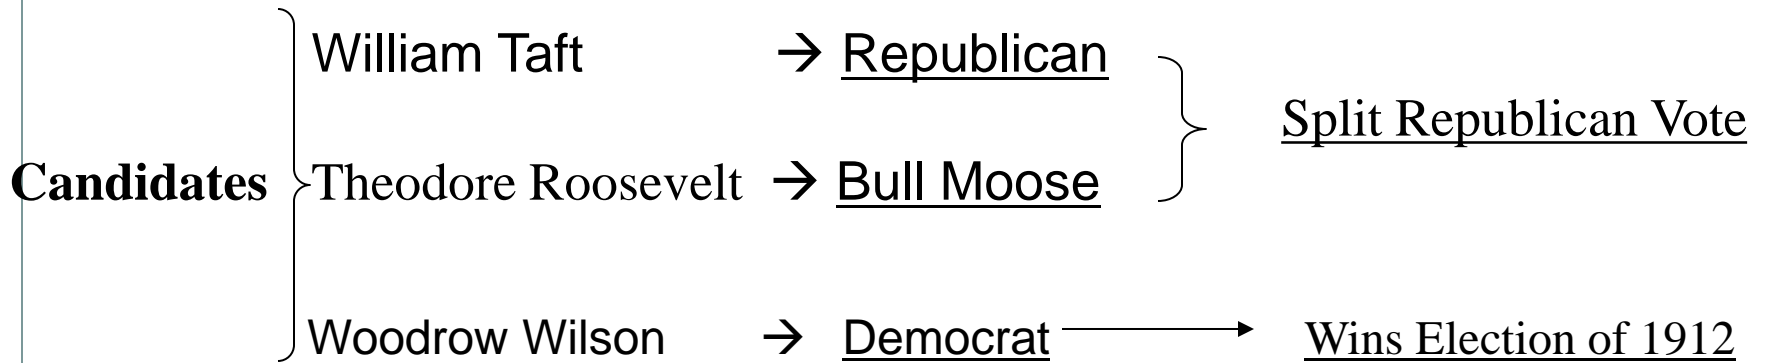 William Taft → Republican
Split Republican Vote
Candidates Theodore Roosevelt → Bull Moose
Woodrow Wilson → Democrat → Wins Election of 1912